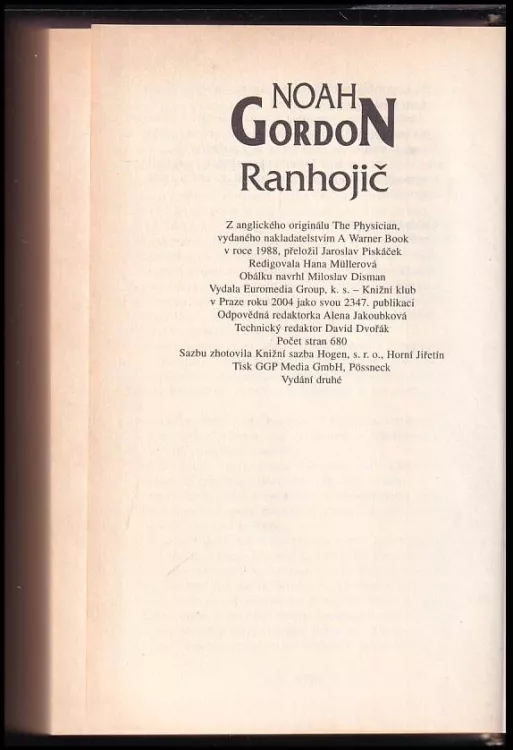 NOAH
GORDON
Ranhojič
Z anglického originálu The Physician,
vydaného nakladatelstvím A Warner Book
v roce 1988, přeložil Jaroslav Piskáček
Redigovala Hana Müllerová
Obálku navrhl Miloslav Disman
Vydala Euromedia Group, k. s. – Knižní klub
v Praze roku 2004 jako svou 2347. publikaci
Odpovědná redaktorka Alena Jakoubková
Technický redaktor David Dvořák
Počet stran 680
Sazbu zhotovila Knižní sazba Hogen, s. r. o., Horní Jiřetín
Tisk GGP Media GmbH, Pössneck
Vydání druhé